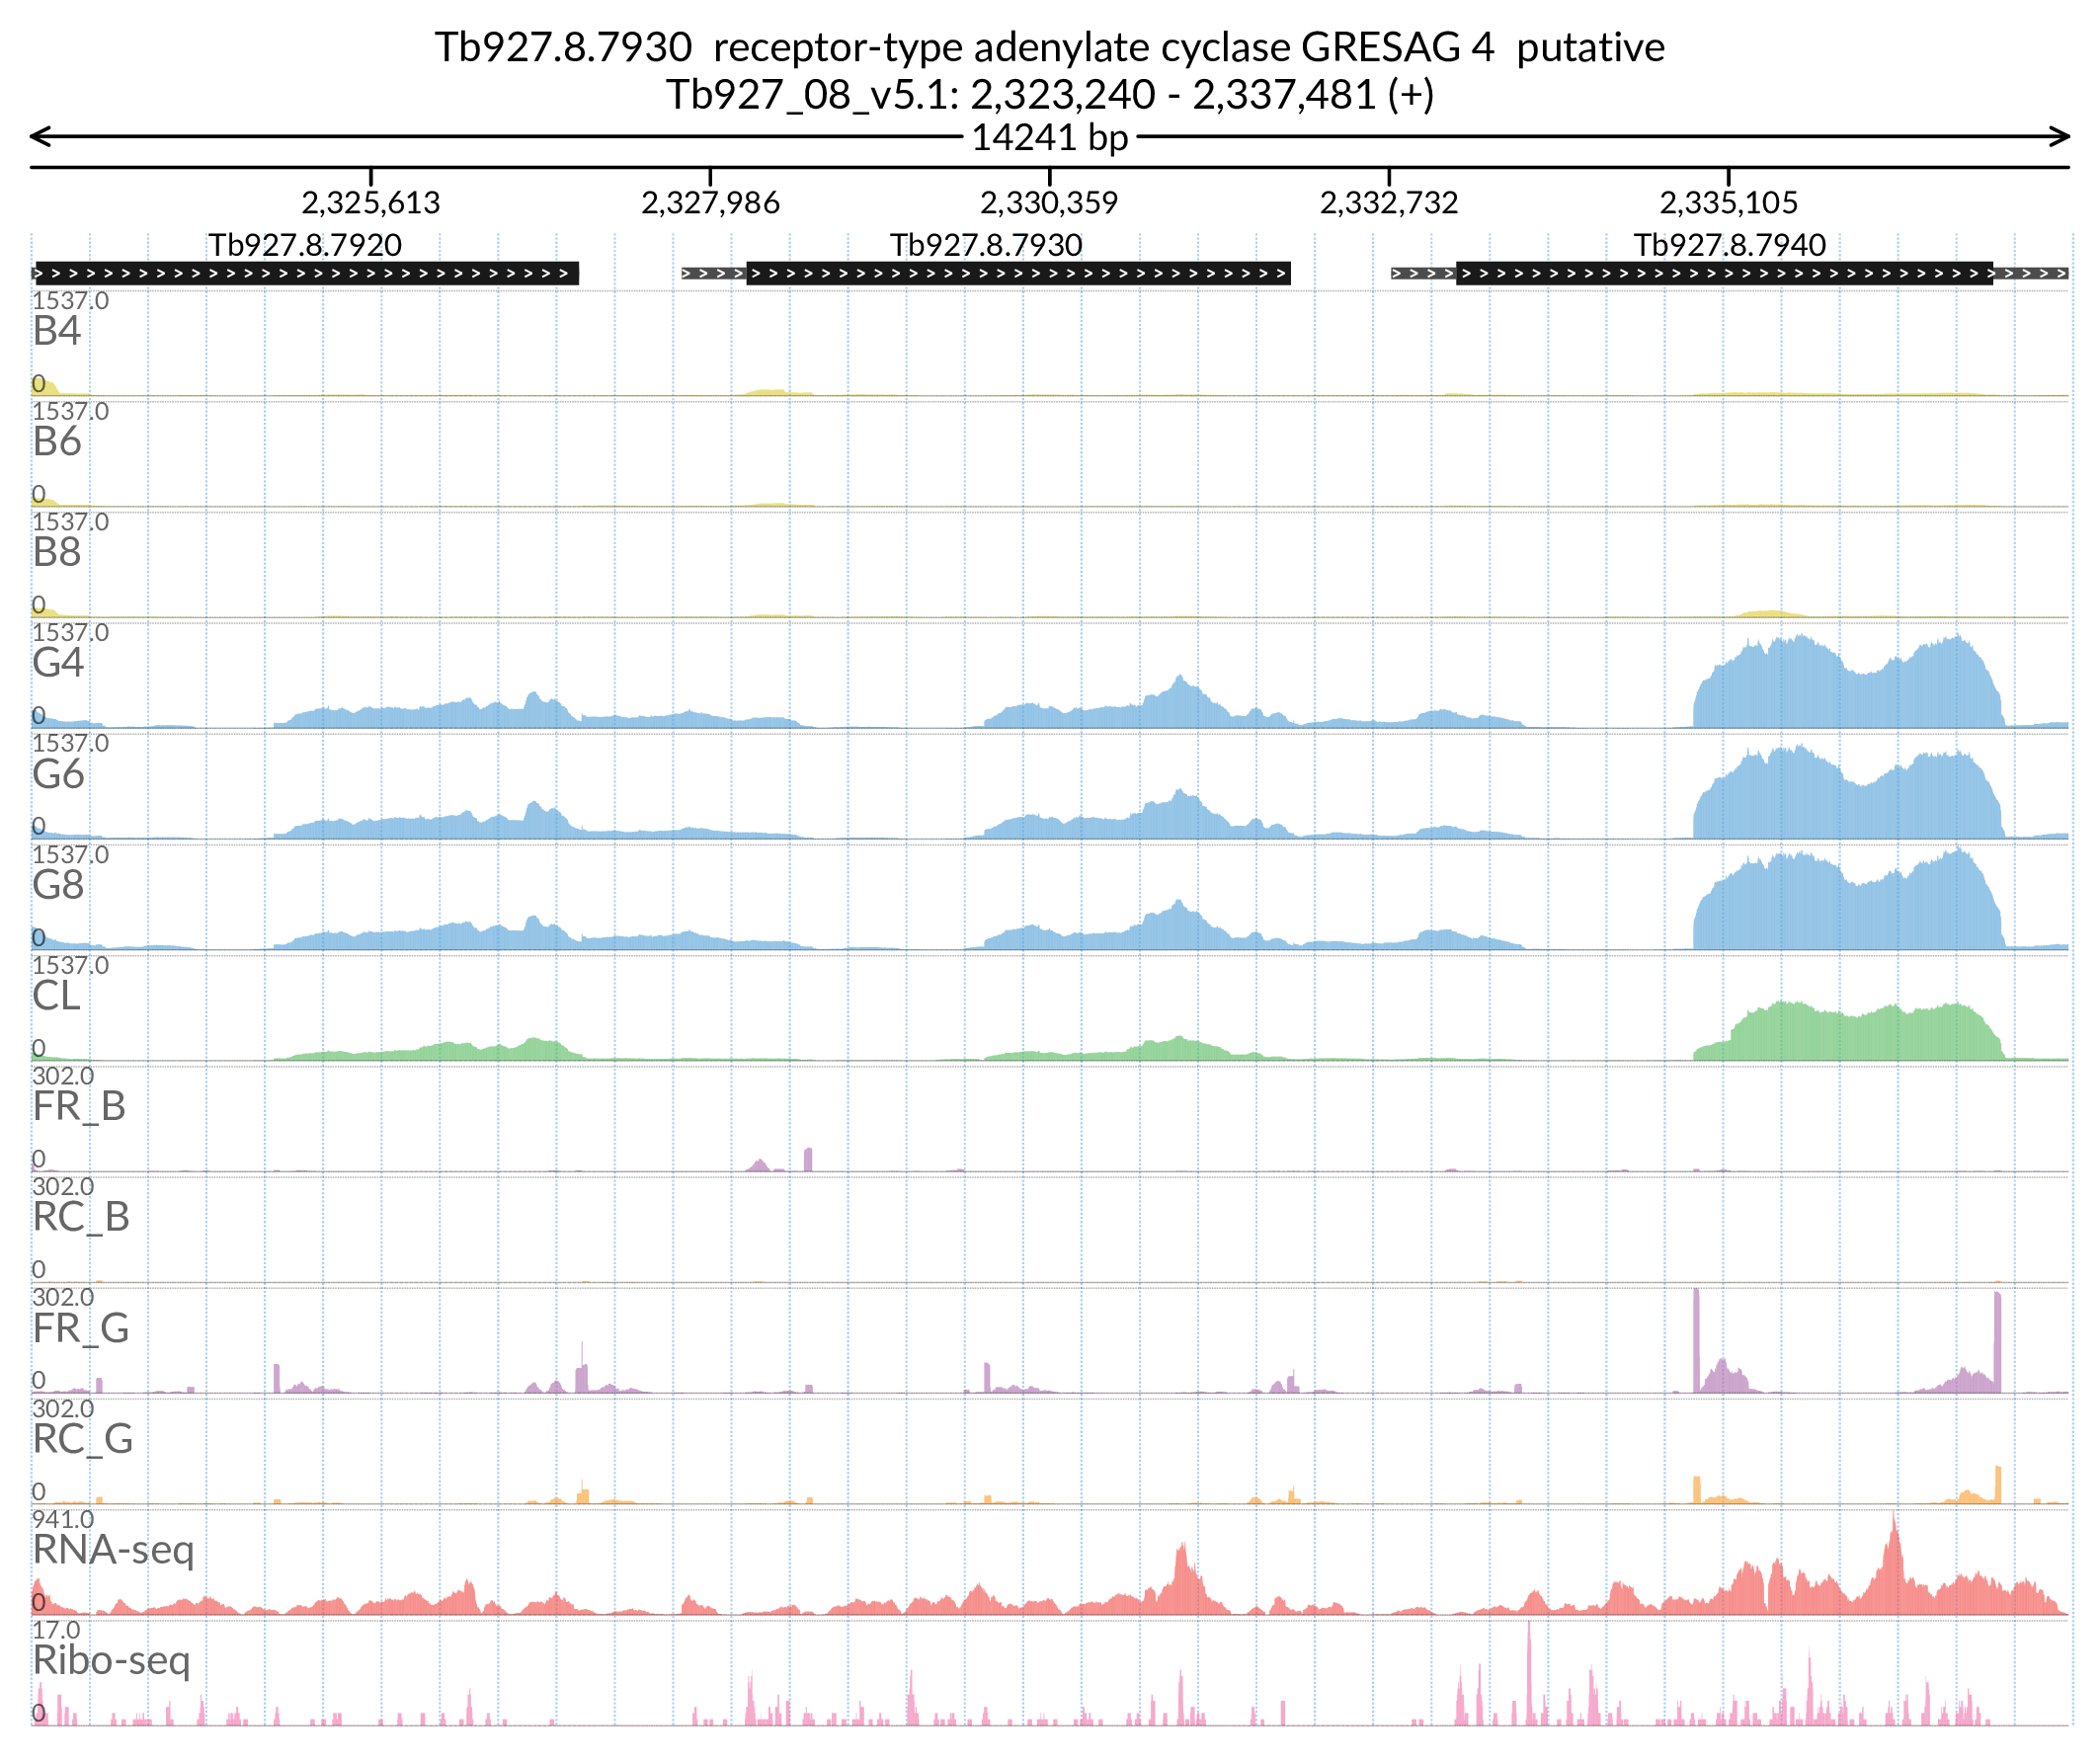 Tb927.8.7930 receptor-type adenylate cyclase GRESAG 4 putative
Tb927_08_v5.1: 2,323,240 - 2,337,481 (+)
14241 bp
2,325,613 2,327,986 2,330,359 2,332,732 2,335,105
Tb927.8.7920 Tb927.8.7930 Tb927.8.7940
1537.0
B4
0
1537.0
B6
0
1537.0
B8
0
1537.0
G4
0
1537.0
G6
0
1537.0
G8
0
1537.0
CL
0
302.0
FR_B
0
302.0
RC_B
0
302.0
FR_G
0
302.0
RC_G
0
941.0
RNA-seq
0
17.0
Ribo-seq
0